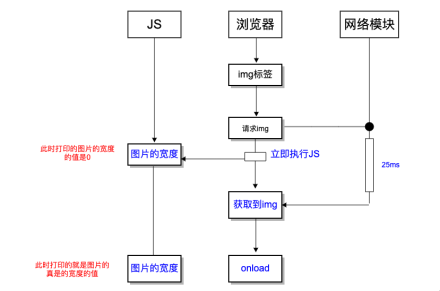 JS
浏览器
网络模块
img标签
请求img
此时打印的图片的宽度
的值是0
图片的宽度
立即执行JS
25ms
获取到img
此时打印的就是图片的
真是的宽度的值
图片的宽度
onload